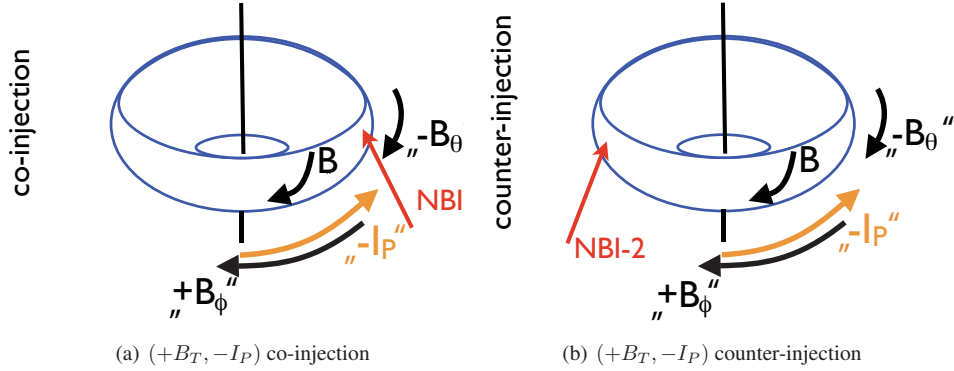 co-injection
B
„-Bθ
NBI
„-IP“
„+Bϕ“
(a) (+BT, −IP) co-injection
counter-injection
B
„-Bθ“
NBI-2
„-IP“
„+Bϕ“
(b) (+BT, −IP) counter-injection